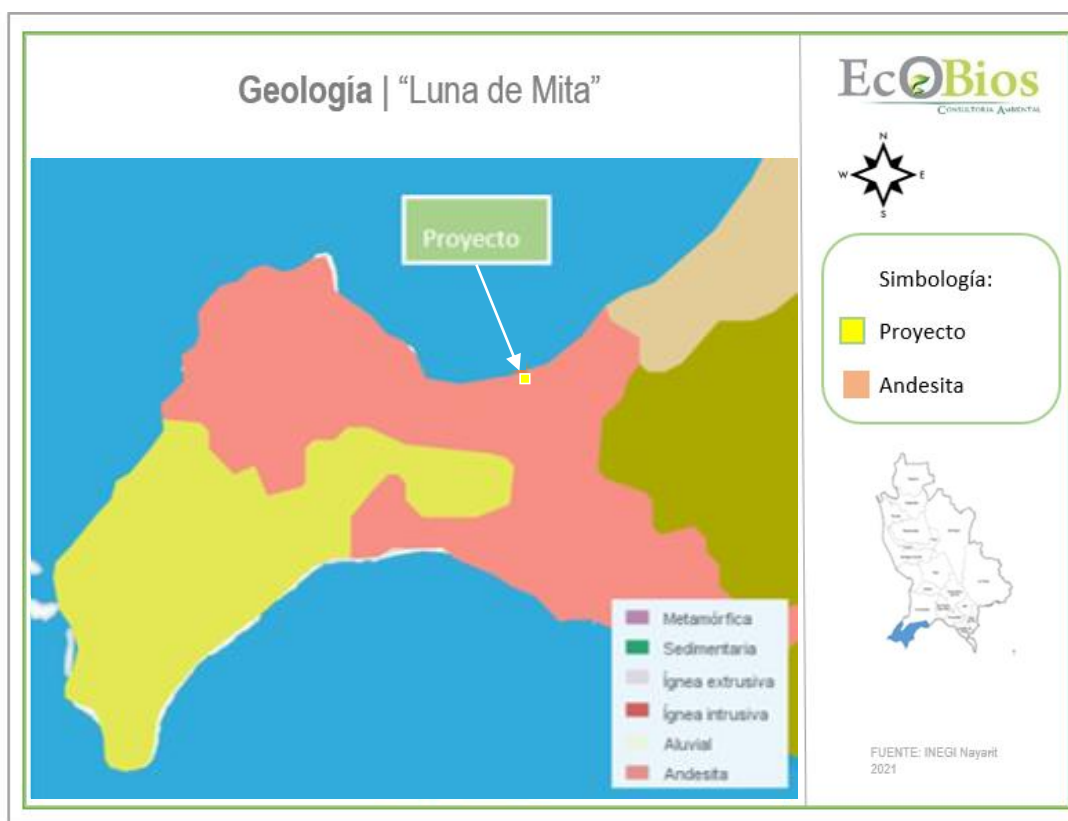 Geología | “Luna de Mita”
EcOBios
CONSULTORIA AMBIENTAL
N
W
E
S
Proyecto
Simbología:
Proyecto
Andesita
Metamórfica
Sedimentaria
Ígnea extrusiva
Ígnea intrusiva
Aluvial
Andesita
FUENTE: INEGI Nayarit
2021